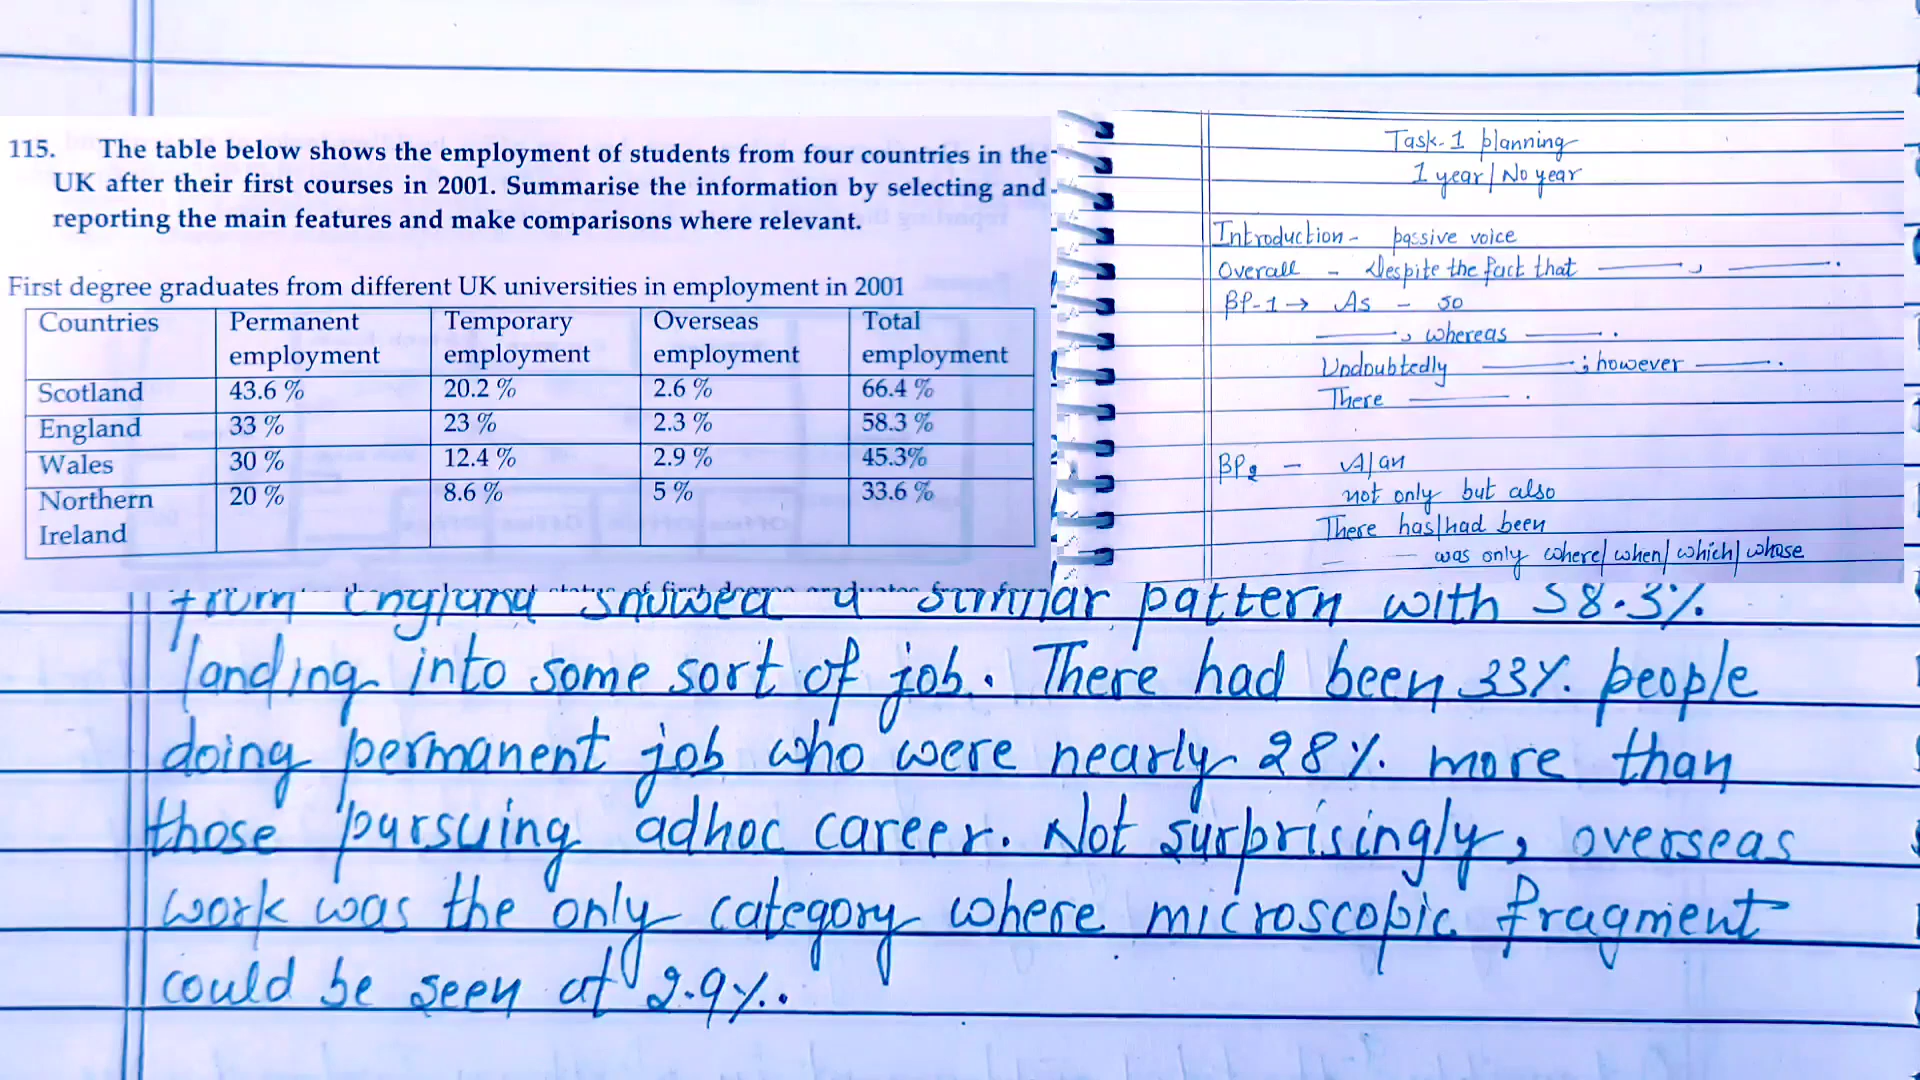 115. The table below shows the employment of students from four countries in the
UK after their first courses in 2001. Summarise the information by selecting and
reporting the main features and make comparisons where relevant.
First degree graduates from different UK universities in employment in 2001
Countries Permanent employment Temporary employment Overseas employment Total employment
Scotland 43.6 % 20.2 % 2.6 % 66.4 %
England 33 % 23 % 2.3 % 58.3 %
Wales 30 % 12.4 % 2.9 % 45.3%
Northern Ireland 20 % 8.6 % 5 % 33.6 %
Task-1 planning
1 year/No year
Introduction - passive voice
Overall - Despite the fact that ——— , ——— .
BP-1 → As - so
——— , whereas ——— .
Undoubtedly ——— ; however ——— .
There ——— .
BP2 - A/an
not only but also
There has/had been
— was only where/when/which/whose
from England showed a similar pattern with 58.3%
landing into some sort of job. There had been 33%. people
doing permanent job who were nearly 28%. more than
those pursuing adhoc career. Not surprisingly, overseas
work was the only category where microscopic fragment
could be seen at 2.9%.